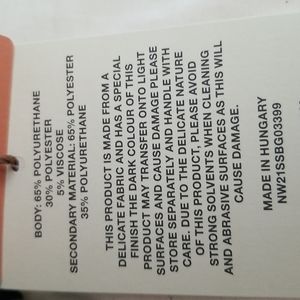 BODY: 65% POLYURETHANE
30% POLYESTER
5% VISCOSE
SECONDARY MATERIAL: 65% POLYESTER
35% POLYURETHANE
THIS PRODUCT IS MADE FROM A
DELICATE FABRIC AND HAS A SPECIAL
FINISH THE DARK COLOUR OF THIS
PRODUCT MAY TRANSFER ONTO LIGHT
SURFACES AND CAUSE DAMAGE PLEASE
STORE SEPARATELY AND HANDLE WITH
CARE. DUE TO THE DELICATE NATURE
OF THIS PRODUCT, PLEASE AVOID
STRONG SOLVENTS WHEN CLEANING
AND ABRASIVE SURFACES AS THIS WILL
CAUSE DAMAGE.
MADE IN HUNGARY
NW21SSBG03399